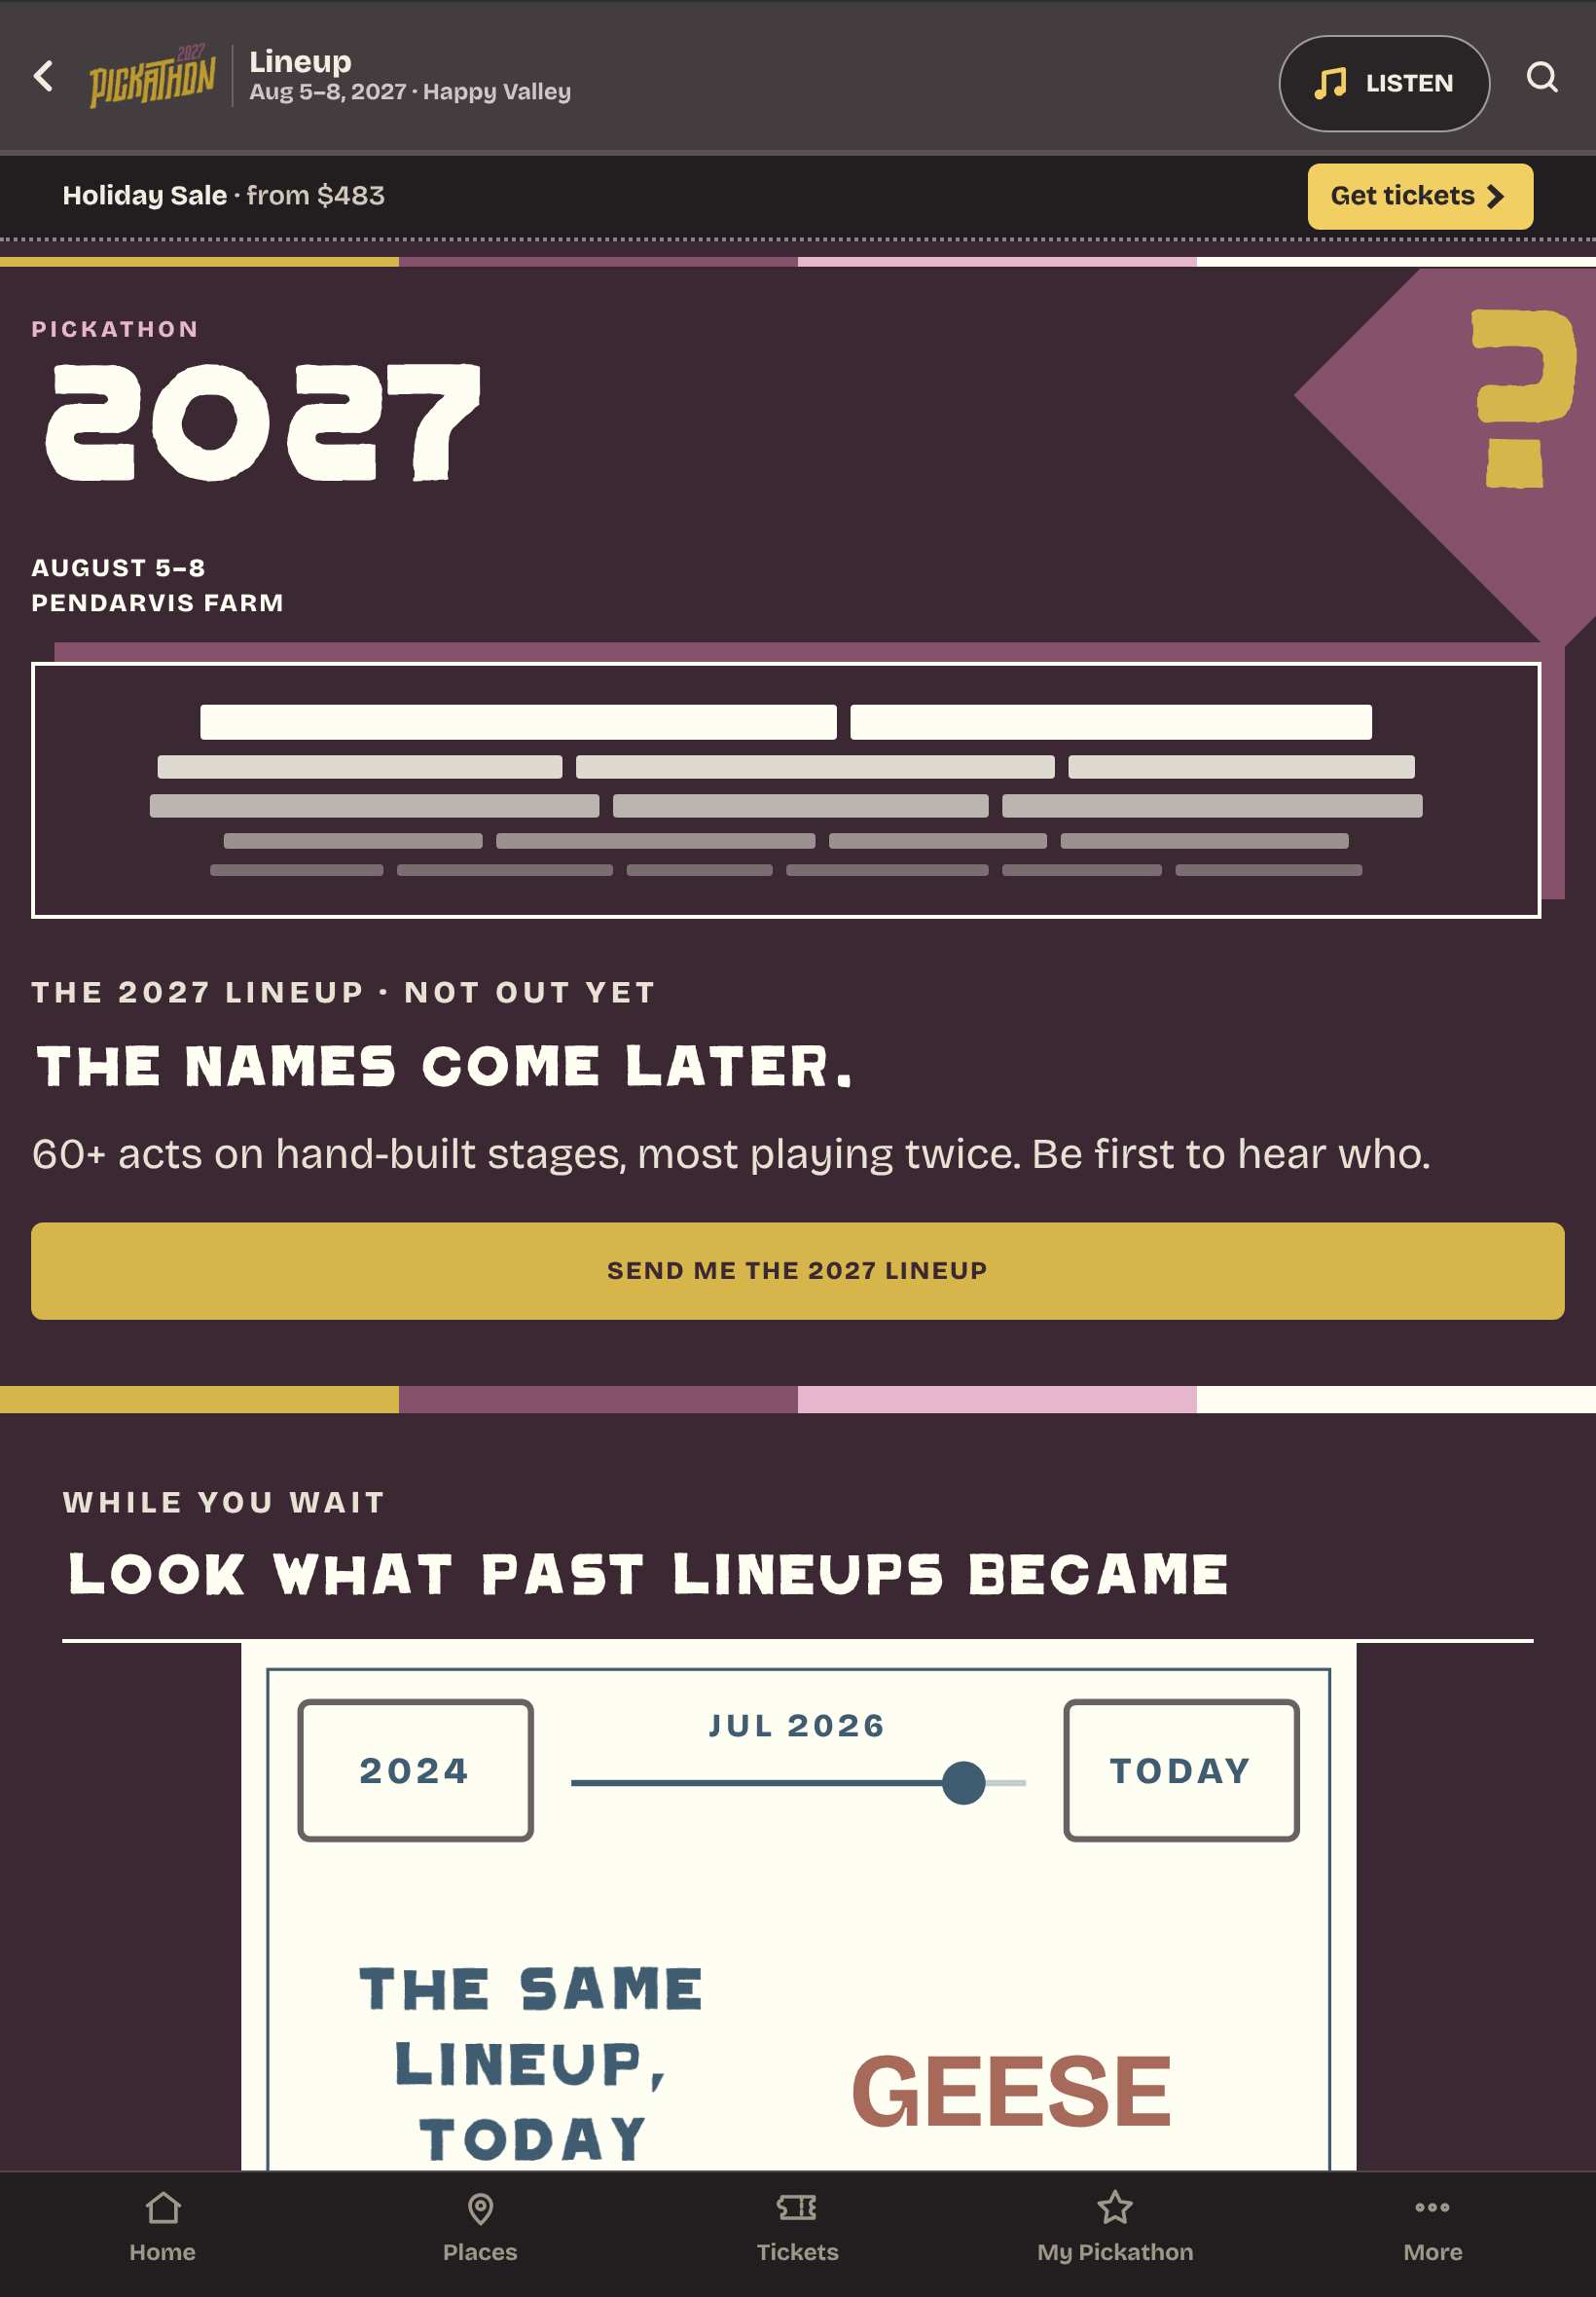 2027
PICKATHON
Lineup
Aug 5–8, 2027 · Happy Valley
LISTEN
Holiday Sale · from $483
Get tickets
PICKATHON
2027
?
AUGUST 5–8
PENDARVIS FARM
THE 2027 LINEUP · NOT OUT YET
THE NAMES COME LATER.
60+ acts on hand-built stages, most playing twice. Be first to hear who.
SEND ME THE 2027 LINEUP
WHILE YOU WAIT
LOOK WHAT PAST LINEUPS BECAME
2024
JUL 2026
TODAY
THE SAME
LINEUP,
TODAY
GEESE
Home
Places
Tickets
My Pickathon
More